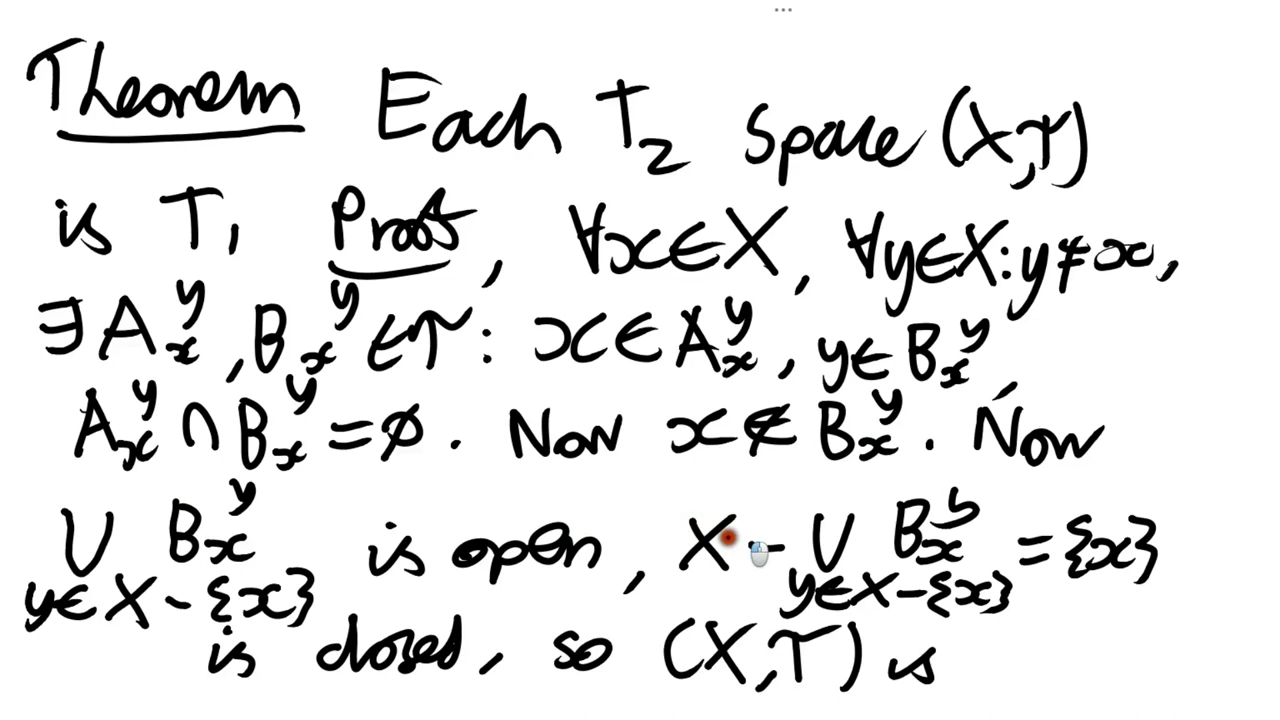 Theorem Each T₂ space (X,τ)
is T₁ Proof, ∀x∈X, ∀y∈X: y≠x,
∃A_x^y, B_x^y ∈ τ : x∈A_x^y, y∈B_x^y,
A_x^y ∩ B_x^y = ∅. Now x∉B_x^y. Now
⋃_{y∈X-{x}} B_x^y is open, X - ⋃_{y∈X-{x}} B_x^y = {x}
is closed, so (X,τ) is